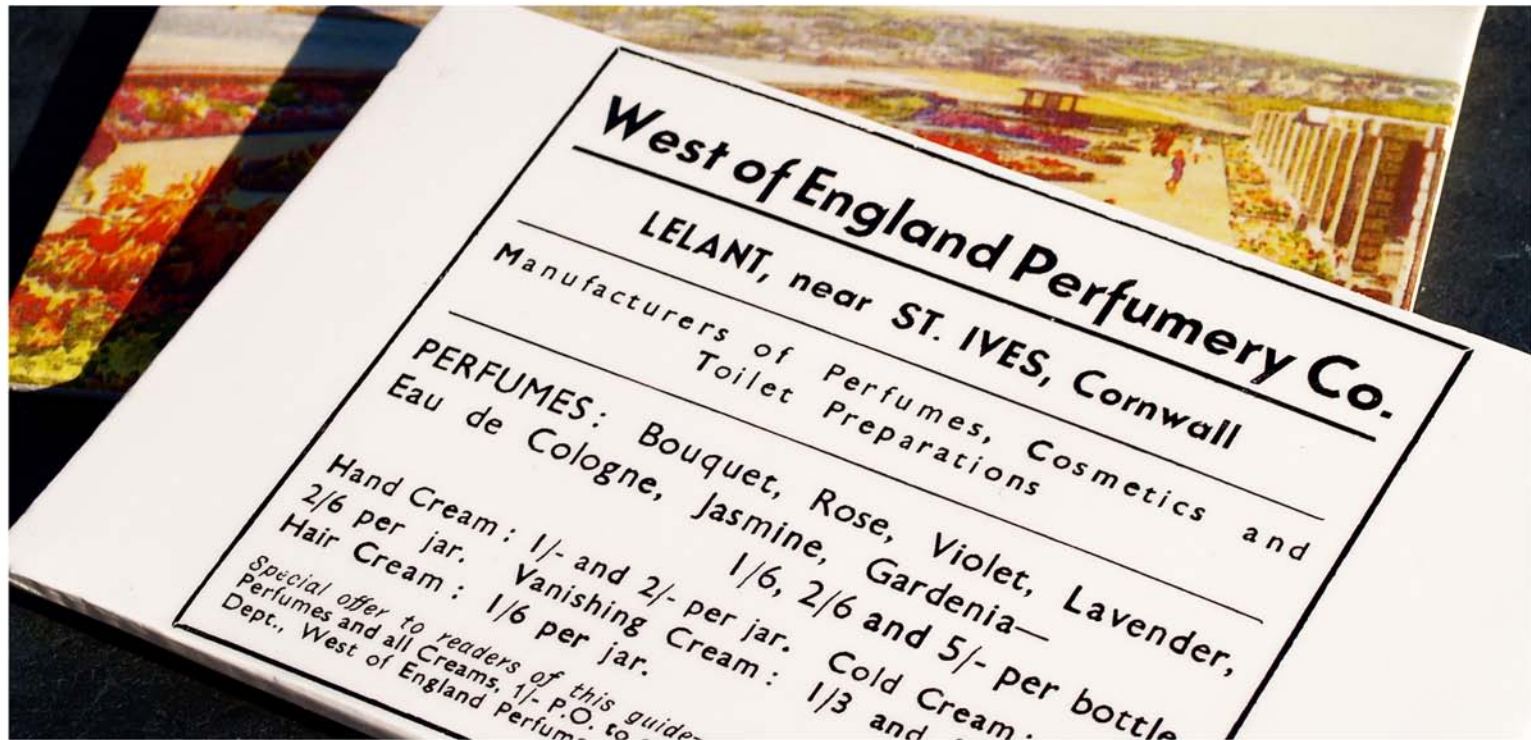 West of England Perfumery Co.
LELANT, near ST. IVES, Cornwall
Manufacturers of Perfumes, Cosmetics and
Toilet Preparations
PERFUMES: Bouquet, Rose, Violet, Lavender,
Eau de Cologne, Jasmine, Gardenia—
1/6, 2/6 and 5/- per bottle
Hand Cream: 1/- and 2/- per jar. Cold Cream:
2/6 per jar. Vanishing Cream: 1/3 and
Hair Cream: 1/6 per jar.
Special offer to readers of this guide—
Perfumes and all Creams, 1/- P.O. to
Dept., West of England